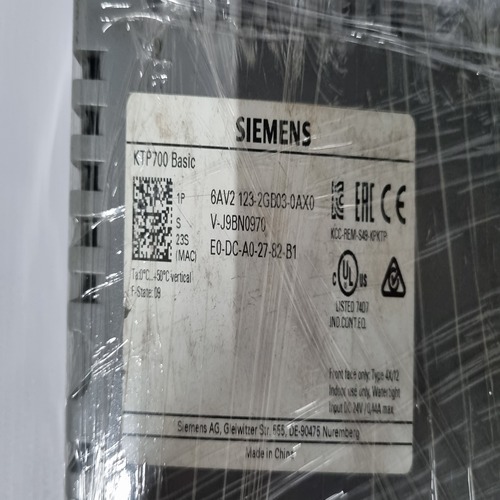 SIEMENS
KTP700 Basic
1P 6AV2 123-2GB03-0AX0
S V-J9BN0970
23S (MAC) E0-DC-A0-27-82-B1
EAC CE
KCC-REM-S49-KPKTP
Ta:0°C...+50°C vertical
F-State: 09
C UL US
LISTED 7407
IND.CONT.EQ.
Front face only: Type 4X/12
Indoor use only, Watertight
Input DC 24V /0,44A max.
Siemens AG, Gleiwitzer Str. 555, DE-90475 Nuremberg
Made in China